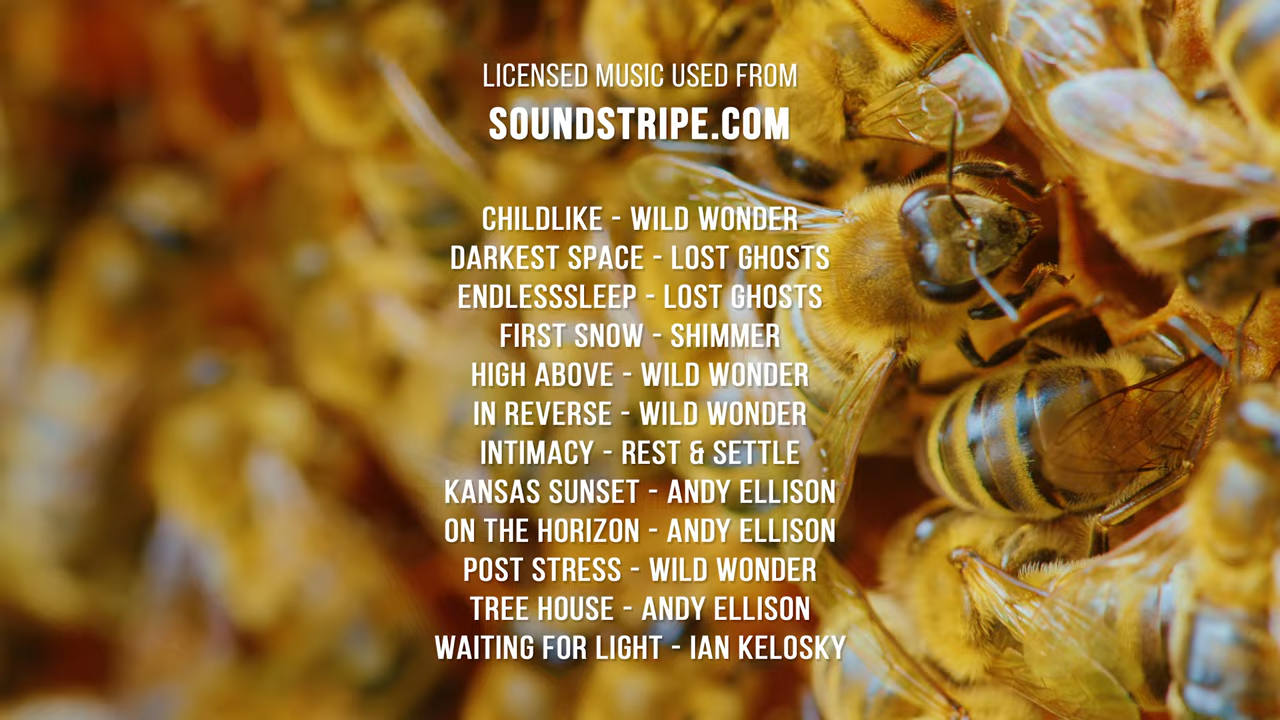 LICENSED MUSIC USED FROM
SOUNDSTRIPE.COM
CHILDLIKE - WILD WONDER
DARKEST SPACE - LOST GHOSTS
ENDLESSSLEEP - LOST GHOSTS
FIRST SNOW - SHIMMER
HIGH ABOVE - WILD WONDER
IN REVERSE - WILD WONDER
INTIMACY - REST & SETTLE
KANSAS SUNSET - ANDY ELLISON
ON THE HORIZON - ANDY ELLISON
POST STRESS - WILD WONDER
TREE HOUSE - ANDY ELLISON
WAITING FOR LIGHT - IAN KELOSKY